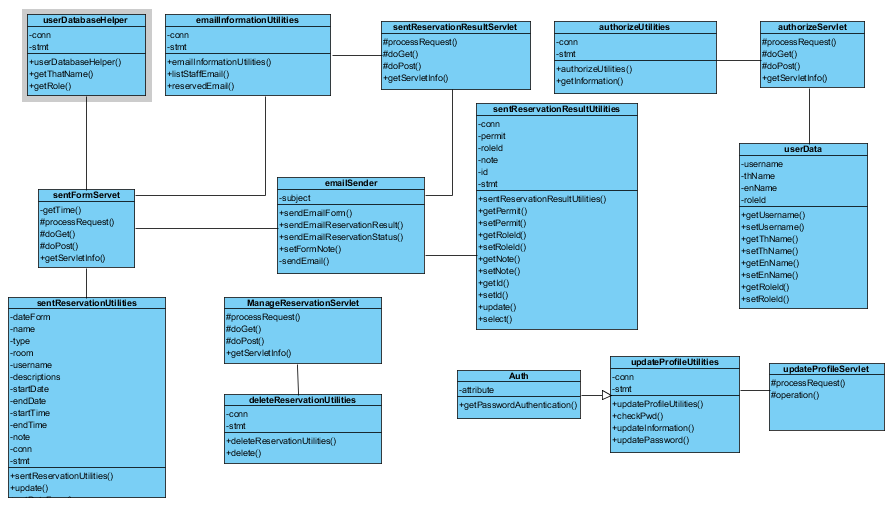 userDatabaseHelper
-conn
-stmt
+userDatabaseHelper()
+getThatName()
+getRole()
emailInformationUtilities
-conn
-stmt
+emailInformationUtilities()
+listStaffEmail()
+reservedEmail()
sentReservationResultServlet
#processRequest()
#doGet()
#doPost()
+getServletInfo()
authorizeUtilities
-conn
-stmt
+authorizeUtilities()
+getInformation()
authorizeServlet
#processRequest()
#doGet()
#doPost()
+getServletInfo()
sentReservationResultUtilities
-conn
-permit
-roleId
-note
-id
-stmt
+sentReservationResultUtilities()
+getPermit()
+setPermit()
+getRoleId()
+setRoleId()
+getNote()
+setNote()
+getId()
+setId()
+update()
+select()
userData
-username
-thName
-enName
-roleId
+getUsername()
+setUsername()
+getThName()
+setThName()
+getEnName()
+setEnName()
+getRoleId()
+setRoleId()
sentFormServet
-getTime()
#processRequest()
#doGet()
#doPost()
+getServletInfo()
emailSender
-subject
+sendEmailForm()
+sendEmailReservationResult()
+sendEmailReservationStatus()
+setFormNote()
-sendEmail()
sentReservationUtilities
-dateForm
-name
-type
-room
-username
-descriptions
-startDate
-endDate
-startTime
-endTime
-note
-conn
-stmt
+sentReservationUtilities()
+update()
ManageReservationServlet
#processRequest()
#doGet()
#doPost()
+getServletInfo()
deleteReservationUtilities
-conn
-stmt
+deleteReservationUtilities()
+delete()
Auth
-attribute
+getPasswordAuthentication()
updateProfileUtilities
-conn
-stmt
+updateProfileUtilities()
+checkPwd()
+updateInformation()
+updatePassword()
updateProfileServlet
#processRequest()
#operation()